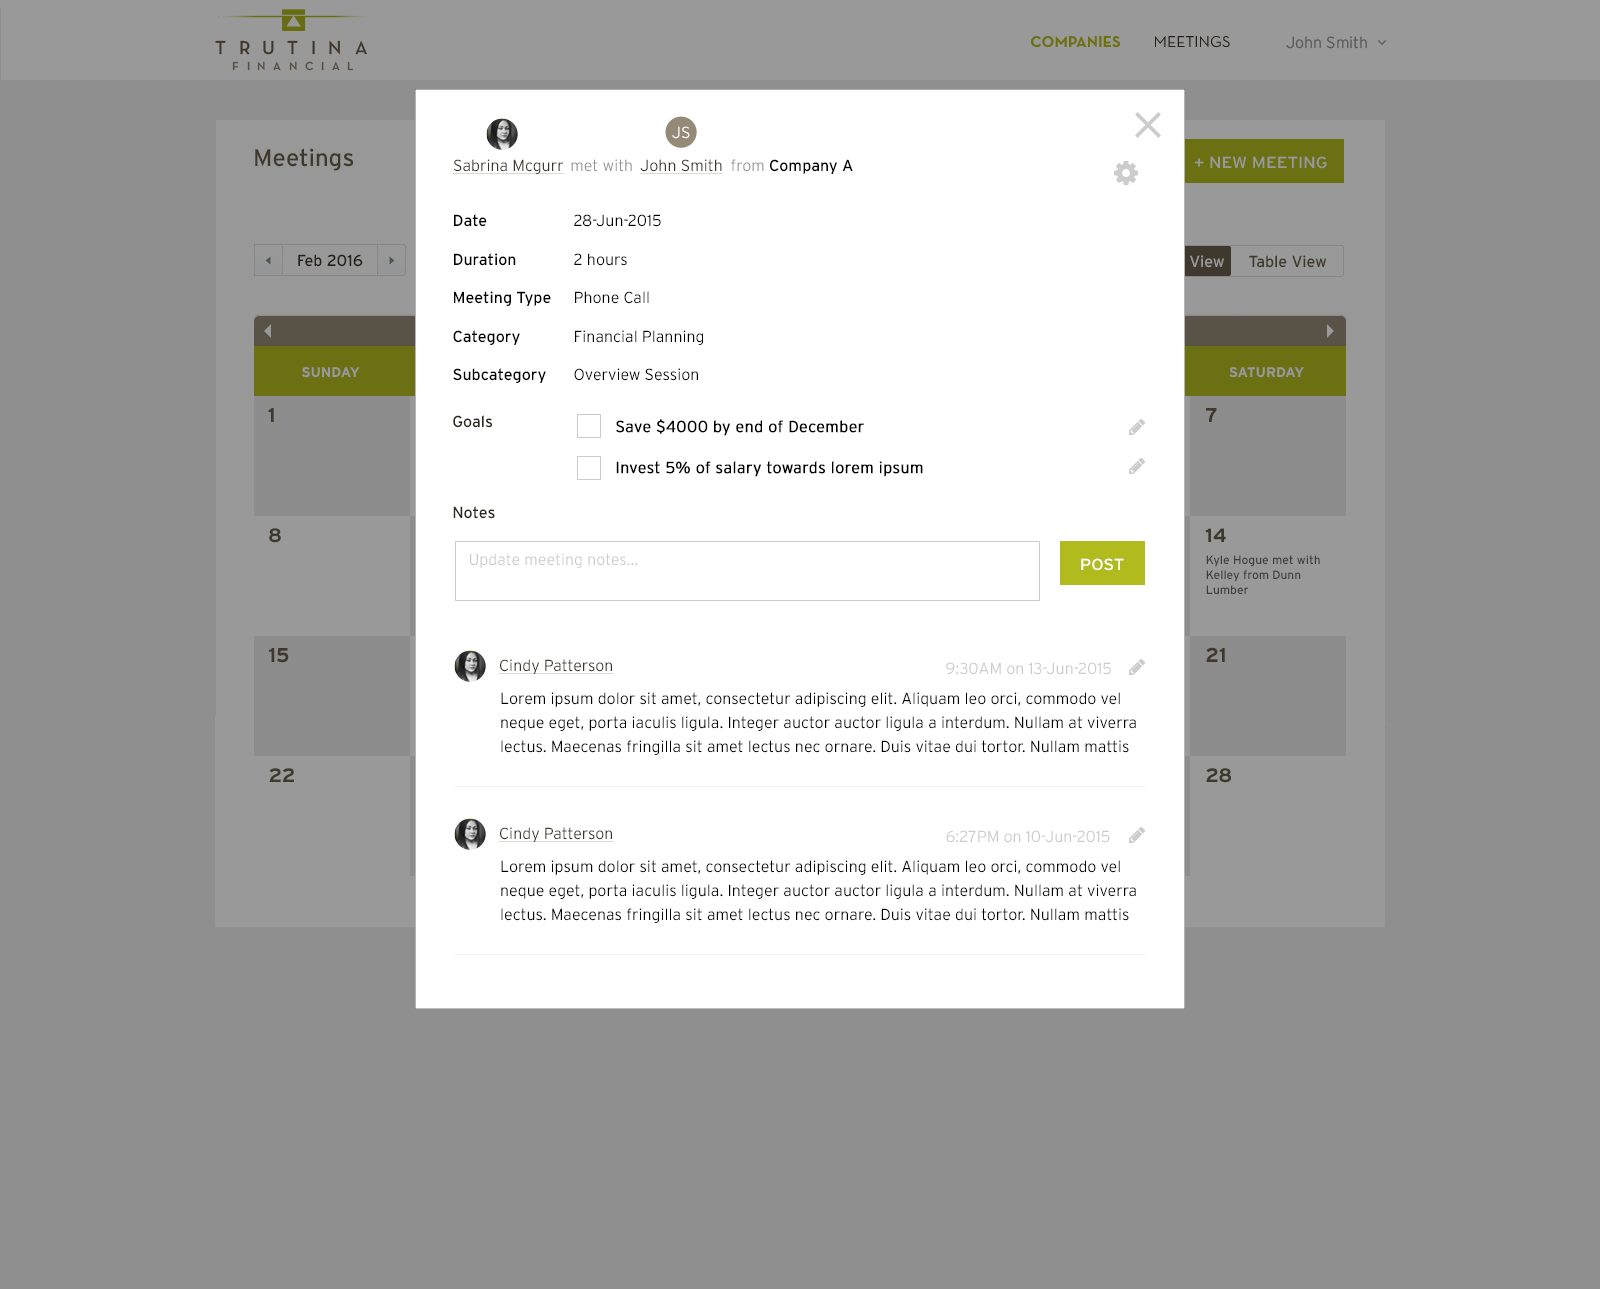 TRUTINA
FINANCIAL
COMPANIES
MEETINGS
John Smith
Meetings
+ NEW MEETING
Feb 2016
View
Table View
SUNDAY
SATURDAY
1
7
8
14
Kyle Hogue met with
Kelley from Dunn
Lumber
15
21
22
28
JS
Sabrina Mcgurr met with John Smith from Company A
Date 28-Jun-2015
Duration 2 hours
Meeting Type Phone Call
Category Financial Planning
Subcategory Overview Session
Goals
Save $4000 by end of December
Invest 5% of salary towards lorem ipsum
Notes
Update meeting notes...
POST
Cindy Patterson 9:30AM on 13-Jun-2015
Lorem ipsum dolor sit amet, consectetur adipiscing elit. Aliquam leo orci, commodo vel
neque eget, porta iaculis ligula. Integer auctor auctor ligula a interdum. Nullam at viverra
lectus. Maecenas fringilla sit amet lectus nec ornare. Duis vitae dui tortor. Nullam mattis
Cindy Patterson 6:27PM on 10-Jun-2015
Lorem ipsum dolor sit amet, consectetur adipiscing elit. Aliquam leo orci, commodo vel
neque eget, porta iaculis ligula. Integer auctor auctor ligula a interdum. Nullam at viverra
lectus. Maecenas fringilla sit amet lectus nec ornare. Duis vitae dui tortor. Nullam mattis